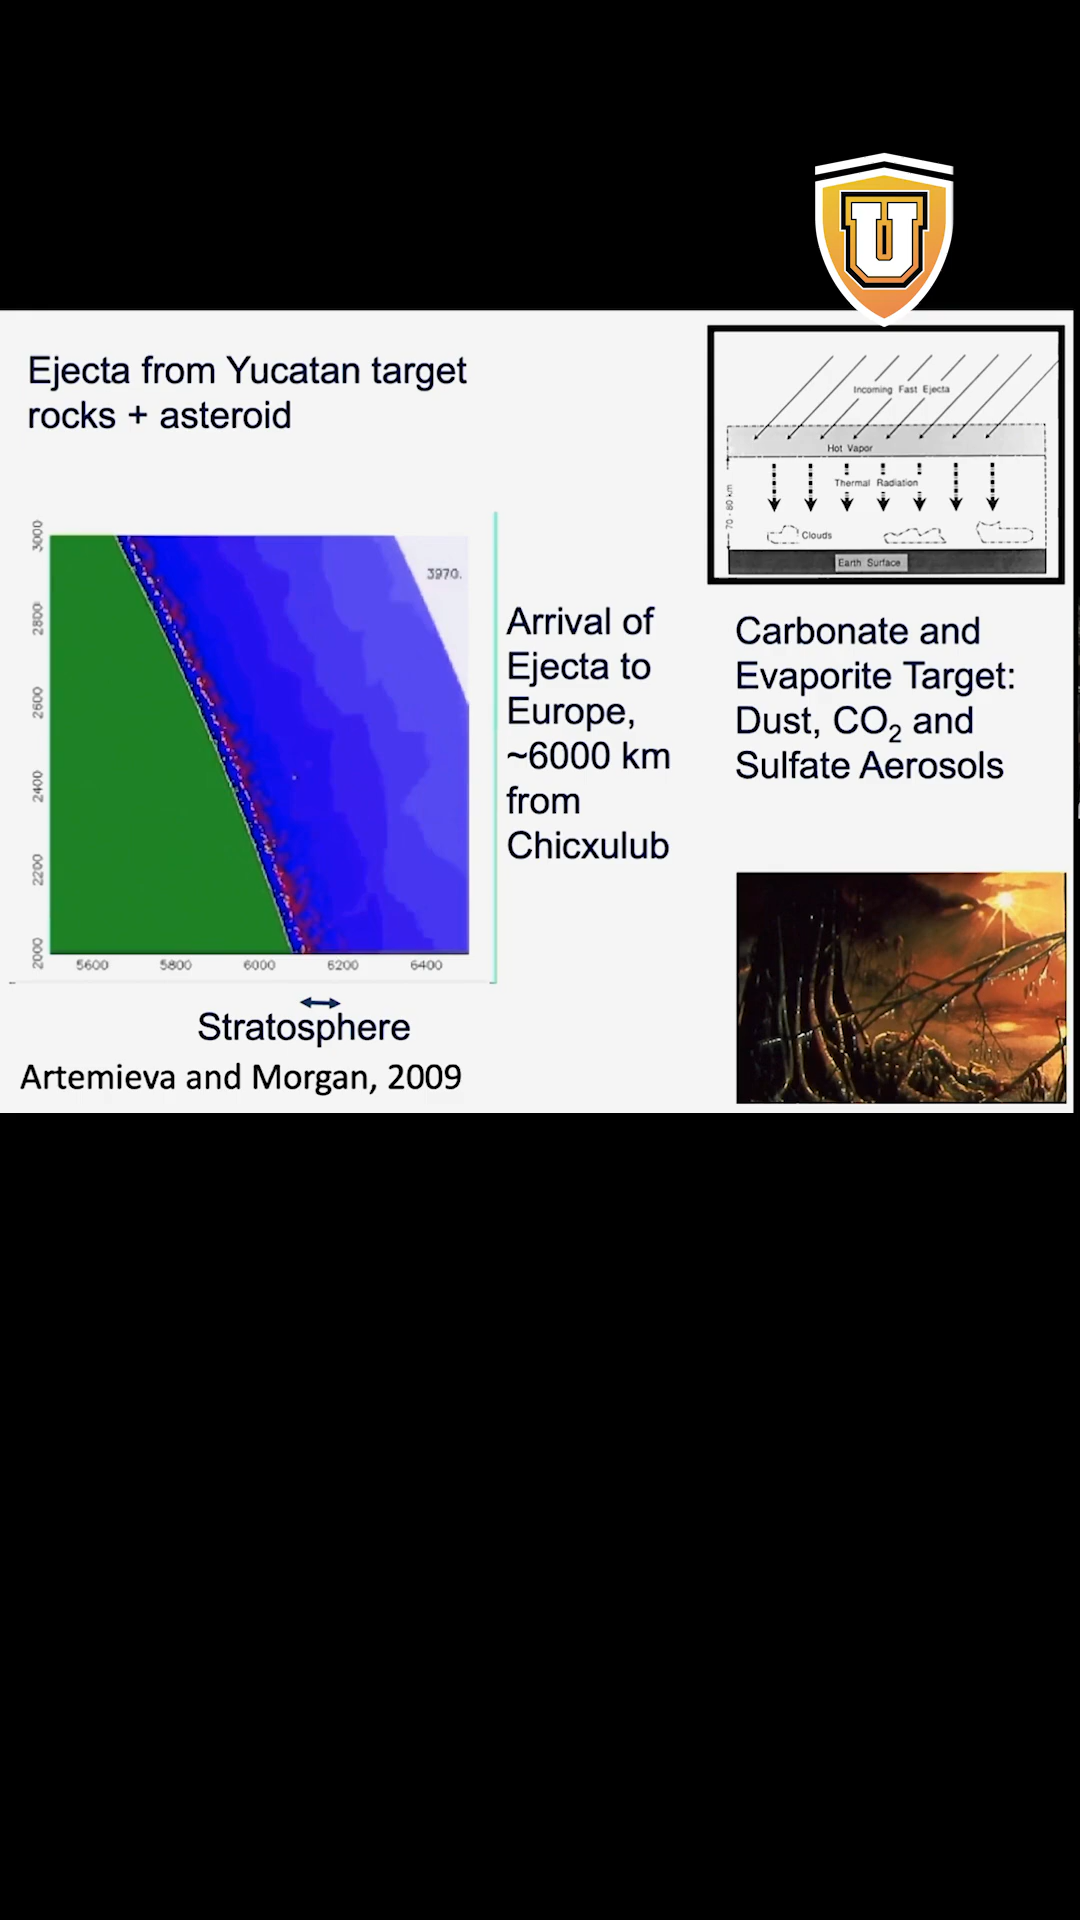 U
Ejecta from Yucatan target
rocks + asteroid
3000
2800
2600
2400
2200
2000
3970.
5600 5800 6000 6200 6400
Stratosphere
Artemieva and Morgan, 2009
Arrival of
Ejecta to
Europe,
~6000 km
from
Chicxulub
Incoming Fast Ejecta
Hot Vapor
Thermal Radiation
70 - 80 km
Clouds
Earth Surface
Carbonate and
Evaporite Target:
Dust, CO₂ and
Sulfate Aerosols